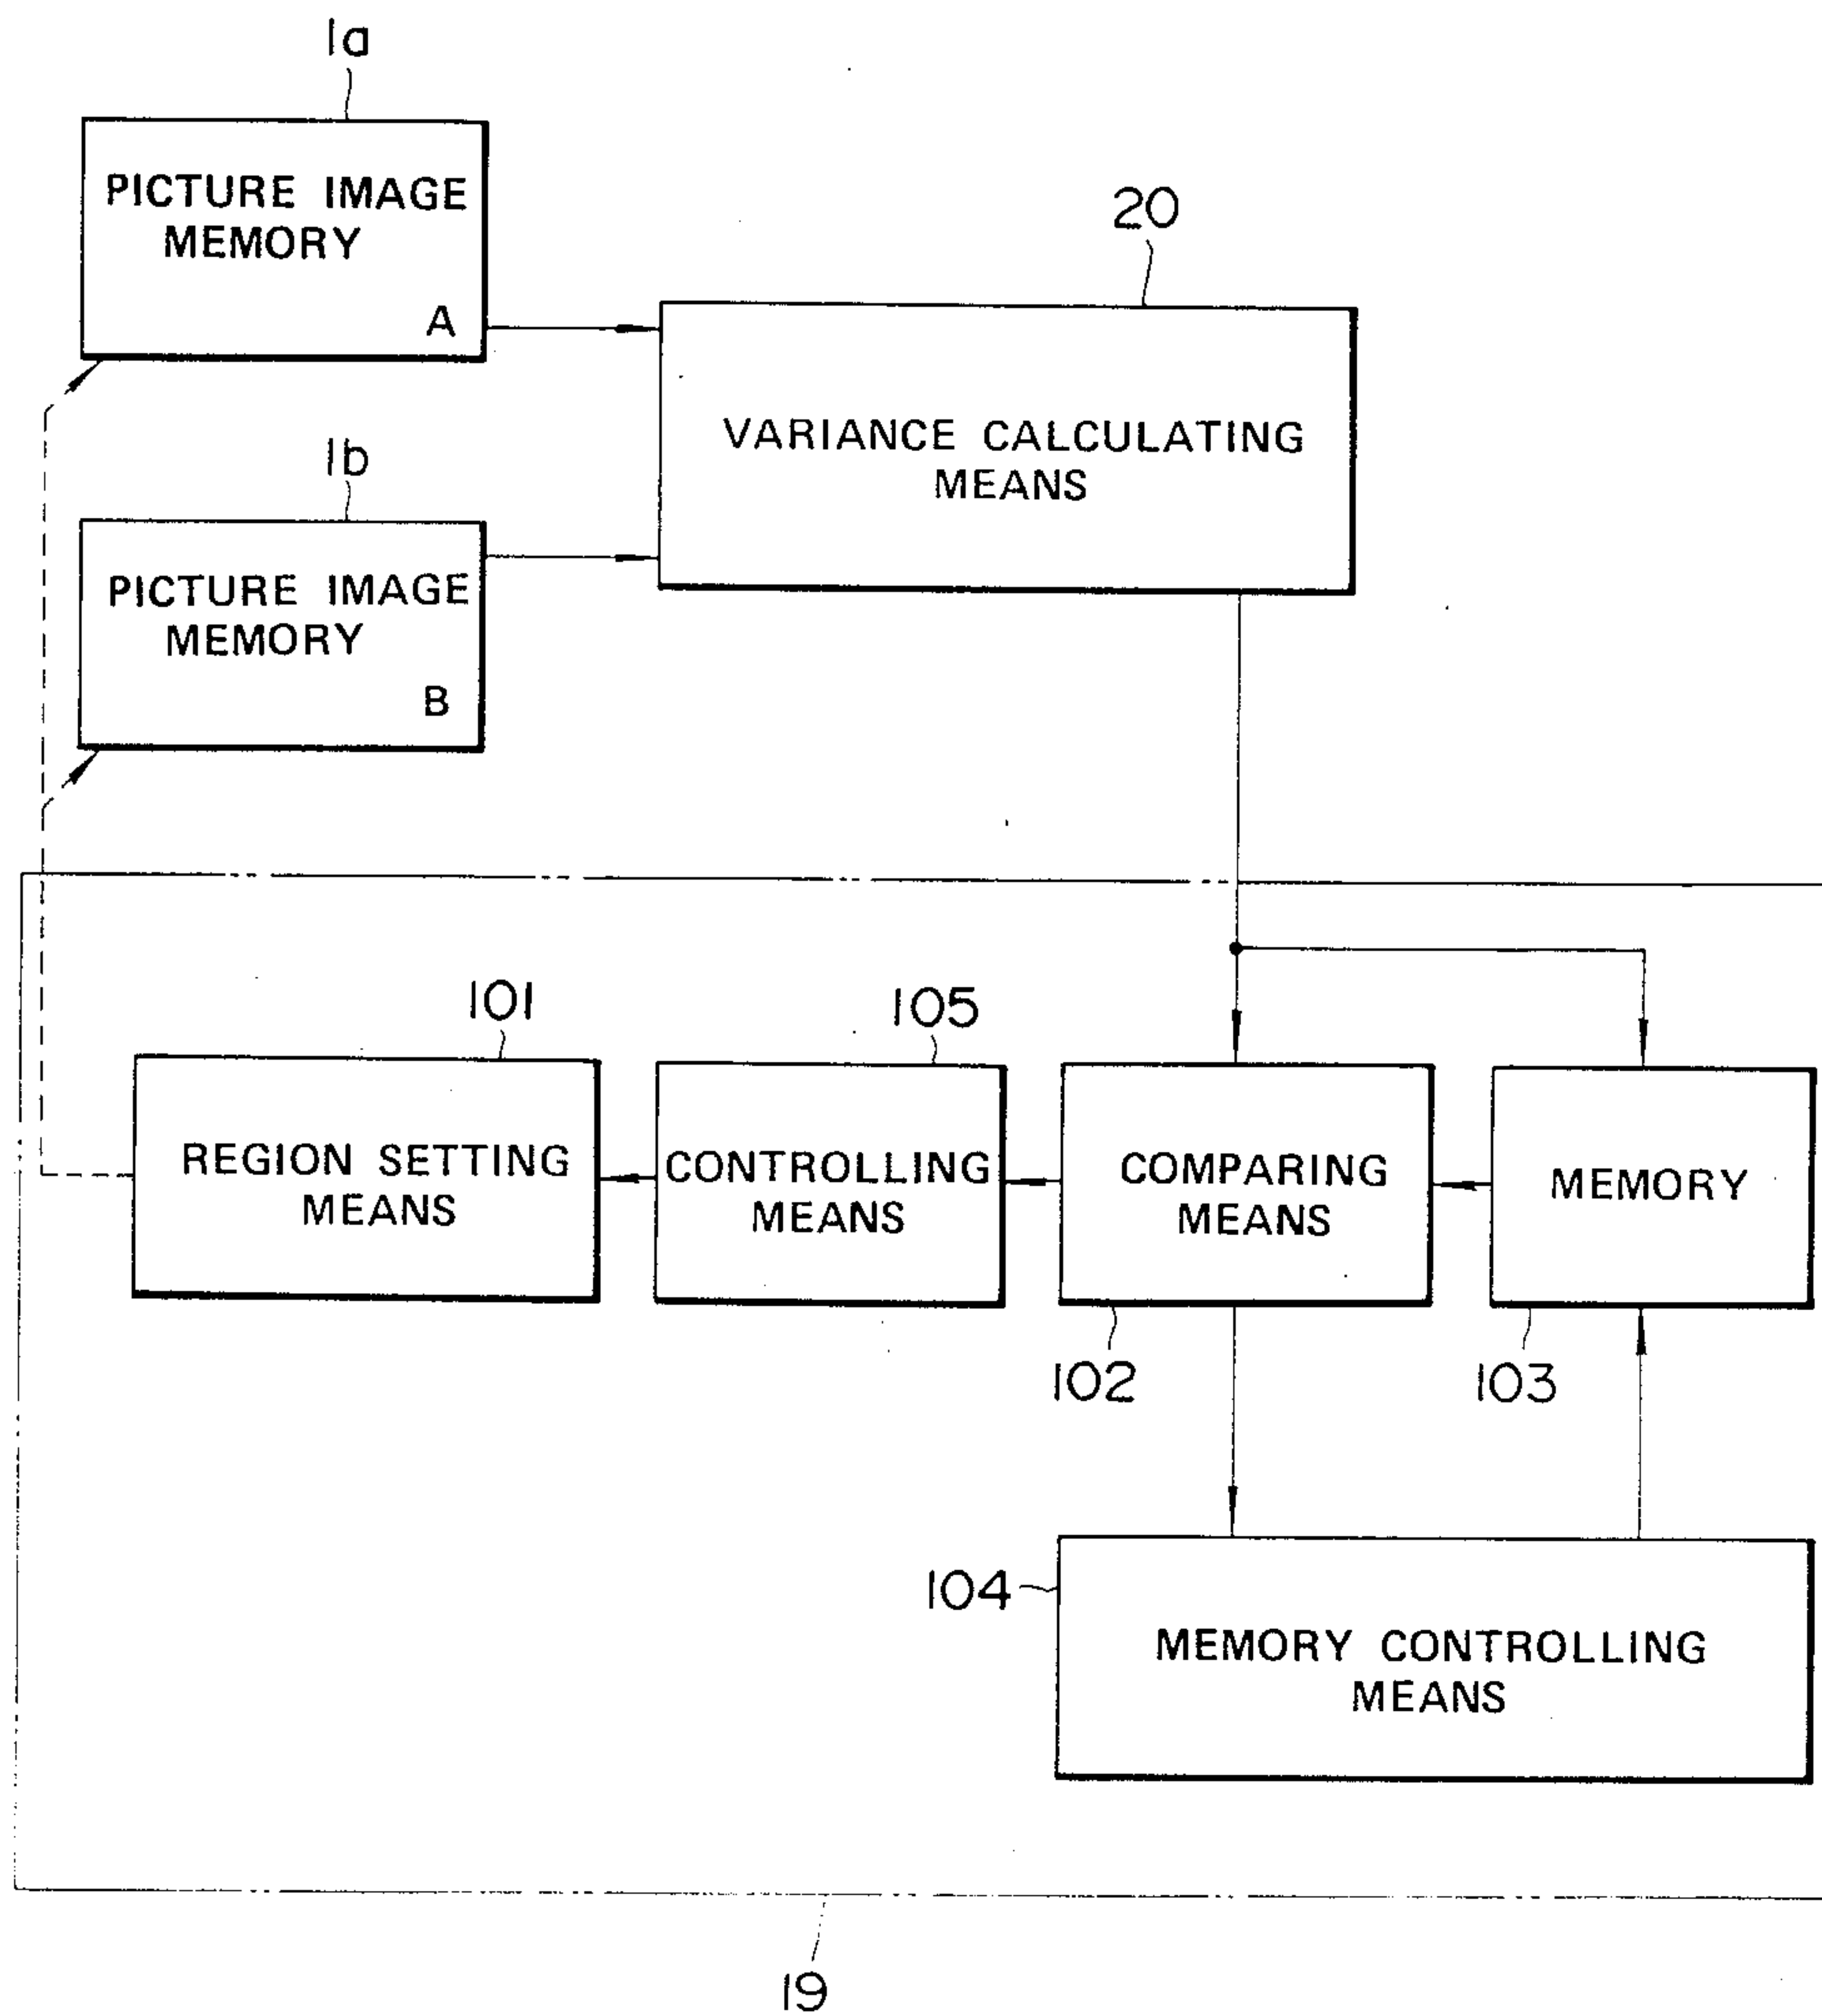 1a
PICTURE IMAGE
MEMORY
A
20
VARIANCE CALCULATING
MEANS
1b
PICTURE IMAGE
MEMORY
B
101
REGION SETTING
MEANS
105
CONTROLLING
MEANS
COMPARING
MEANS
102
MEMORY
103
104
MEMORY CONTROLLING
MEANS
19